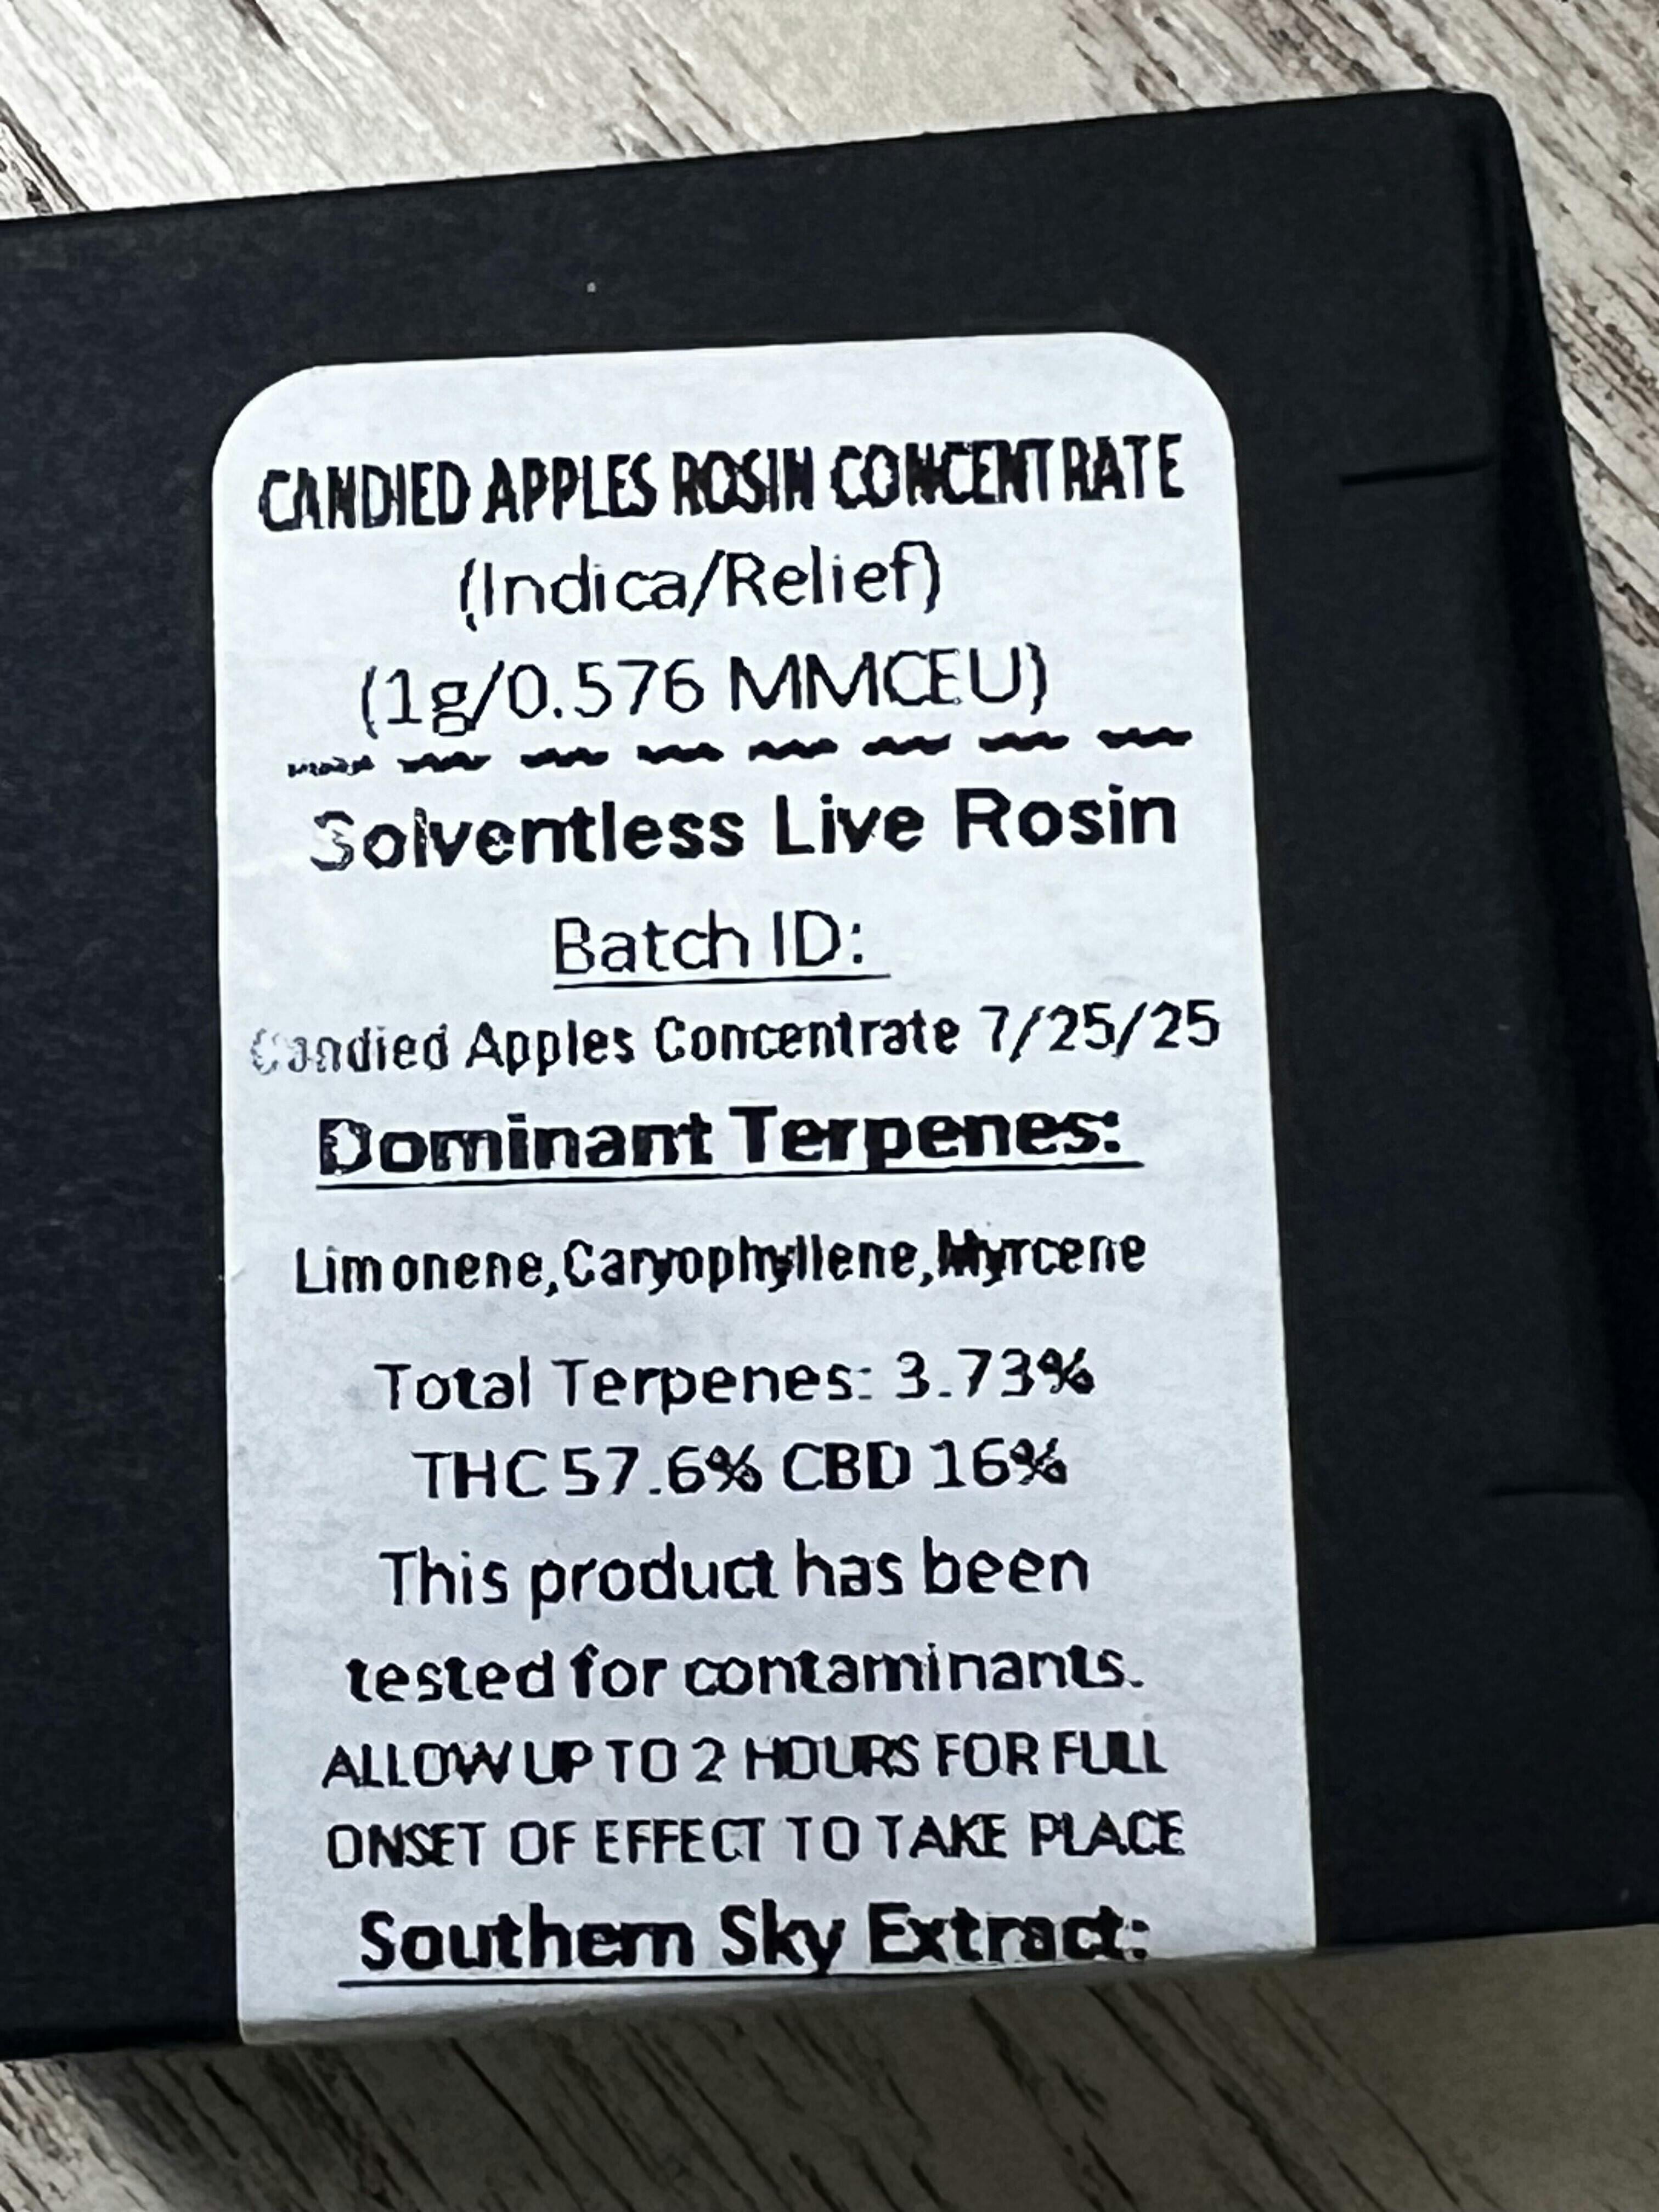 CANDIED APPLES ROSIN CONCENTRATE
(Indica/Relief)
(1g/0.576 MMCEU)
Solventless Live Rosin
Batch ID:
Candied Apples Concentrate 7/25/25
Dominant Terpenes:
Limonene,Caryophyllene,Myrcene
Total Terpenes: 3.73%
THC 57.6% CBD 16%
This product has been
tested for contaminants.
ALLOW UP TO 2 HOURS FOR FULL
ONSET OF EFFECT TO TAKE PLACE
Southern Sky Extract: